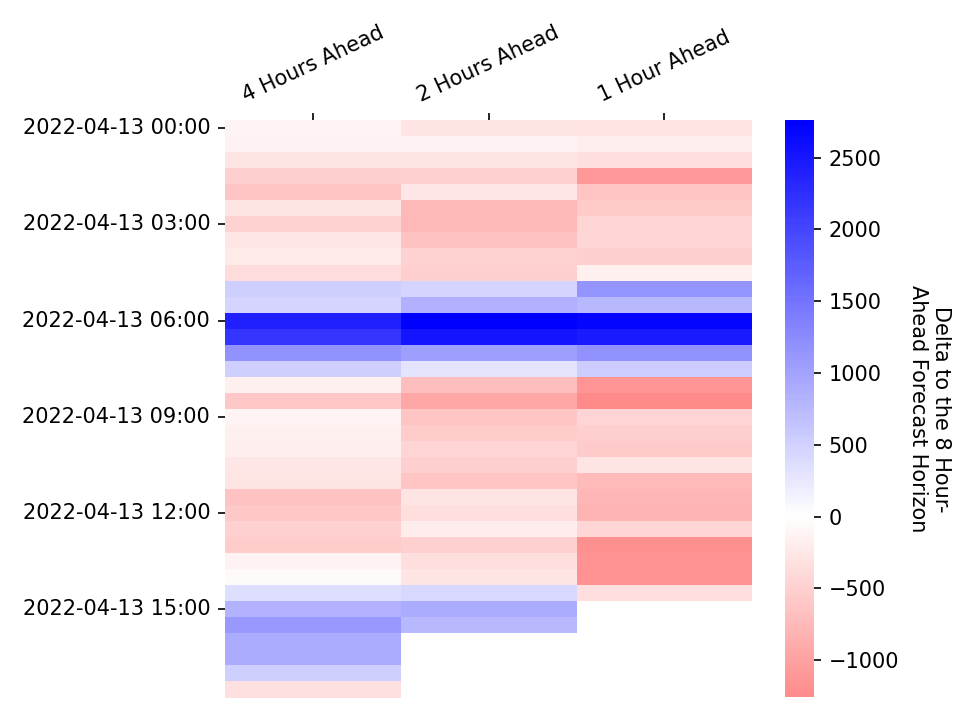 4 Hours Ahead
2 Hours Ahead
1 Hour Ahead
2022-04-13 00:00
2022-04-13 03:00
2022-04-13 06:00
2022-04-13 09:00
2022-04-13 12:00
2022-04-13 15:00
2500
2000
1500
1000
500
0
−500
−1000
Delta to the 8 Hour-
Ahead Forecast Horizon